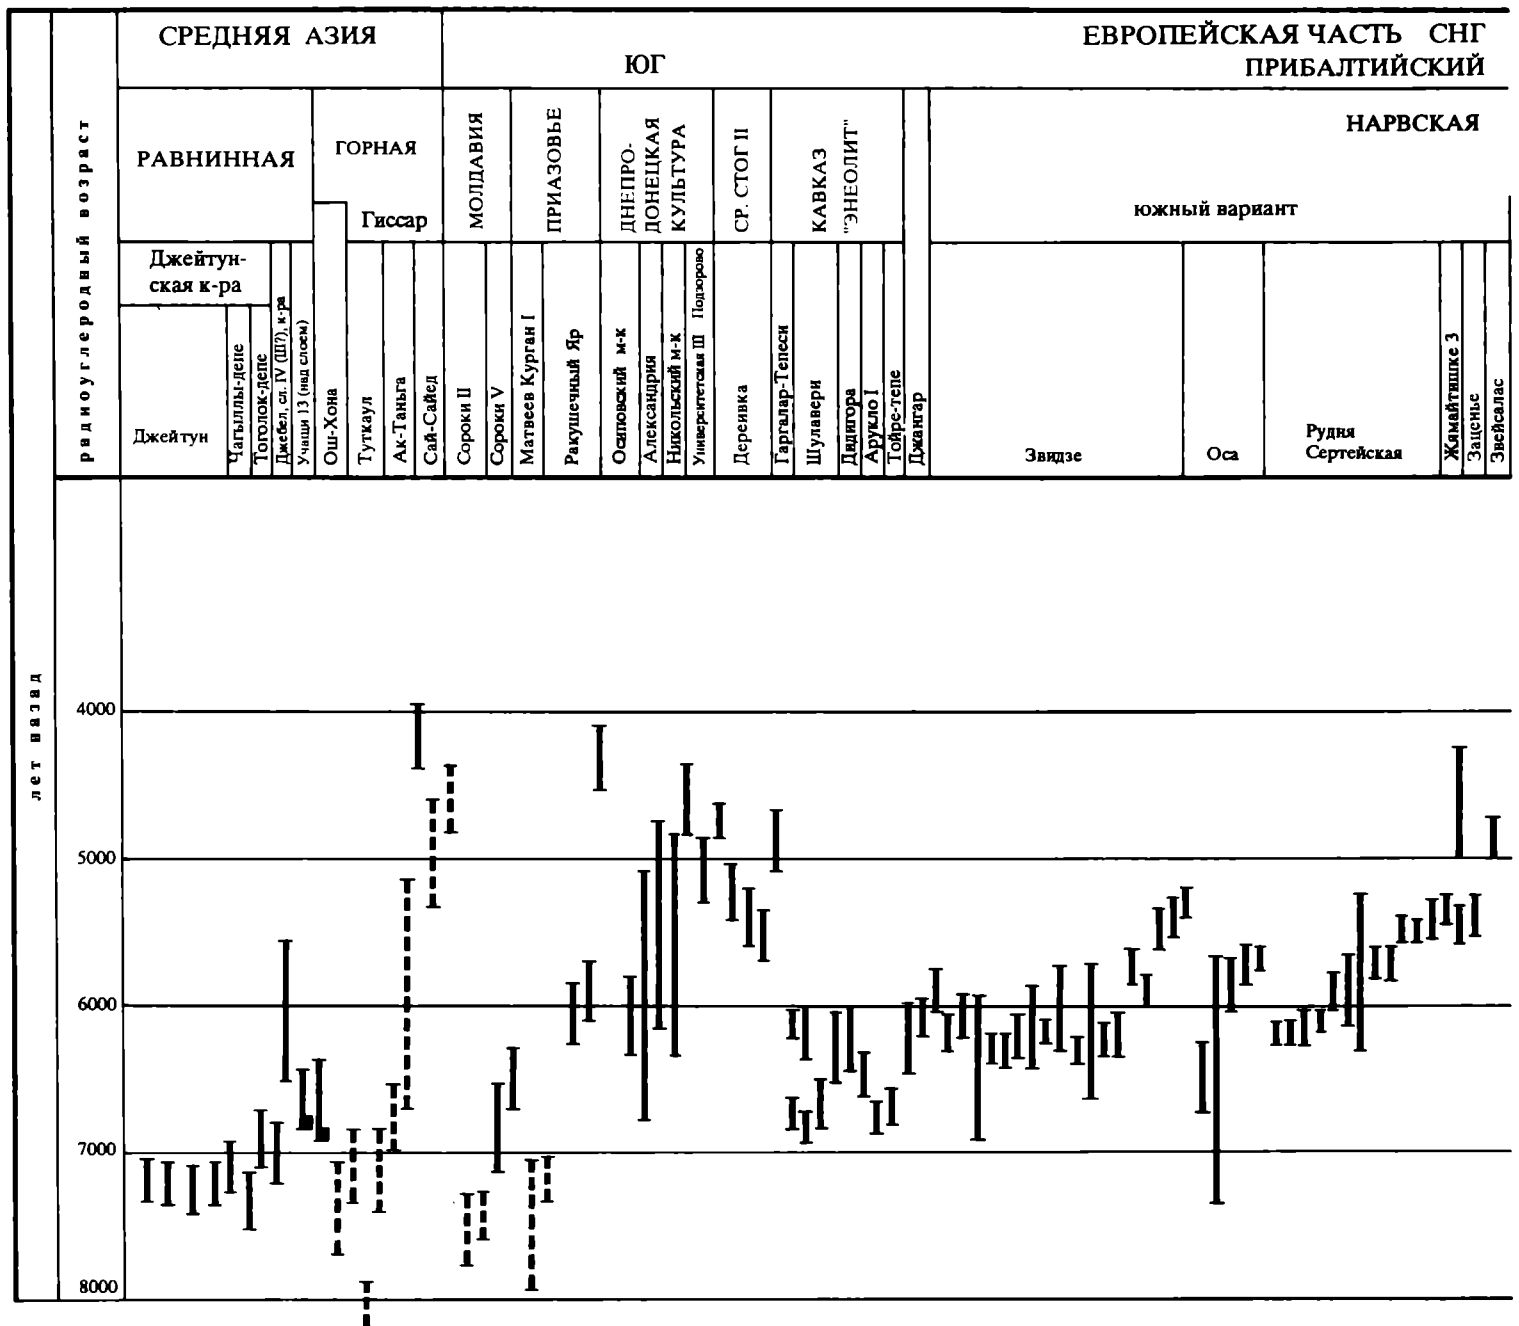 СРЕДНЯЯ АЗИЯ
ЕВРОПЕЙСКАЯ ЧАСТЬ СНГ
ЮГ
ПРИБАЛТИЙСКИЙ
радиоуглеродный возраст
РАВНИННАЯ
ГОРНАЯ
Гиссар
МОЛДАВИЯ
ПРИАЗОВЬЕ
ДНЕПРО-
ДОНЕЦКАЯ
КУЛЬТУРА
СР. СТОГ II
КАВКАЗ
"ЭНЕОЛИТ"
НАРВСКАЯ
южный вариант
Джейтун-
ская к-ра
Джейтун
Чагыллы-депе
Тоголок-депе
Джебел, сл. IV (III?), к-ра
Учащи 13 (над слоем)
Ош-Хона
Туткаул
Ак-Таньга
Сай-Сайед
Сороки II
Сороки V
Матвеев Курган I
Ракушечный Яр
Осиповский м-к
Александрия
Никольский м-к
Университетская III Подзорово
Дереивка
Гаргалар-Тепеси
Шулавери
Дидигора
Арукло I
Тойре-тепе
Джангар
Звидзе
Оса
Рудня
Сертейская
Жямайтишке 3
Заценье
Звейсалас
лет назад
4000
5000
6000
7000
8000